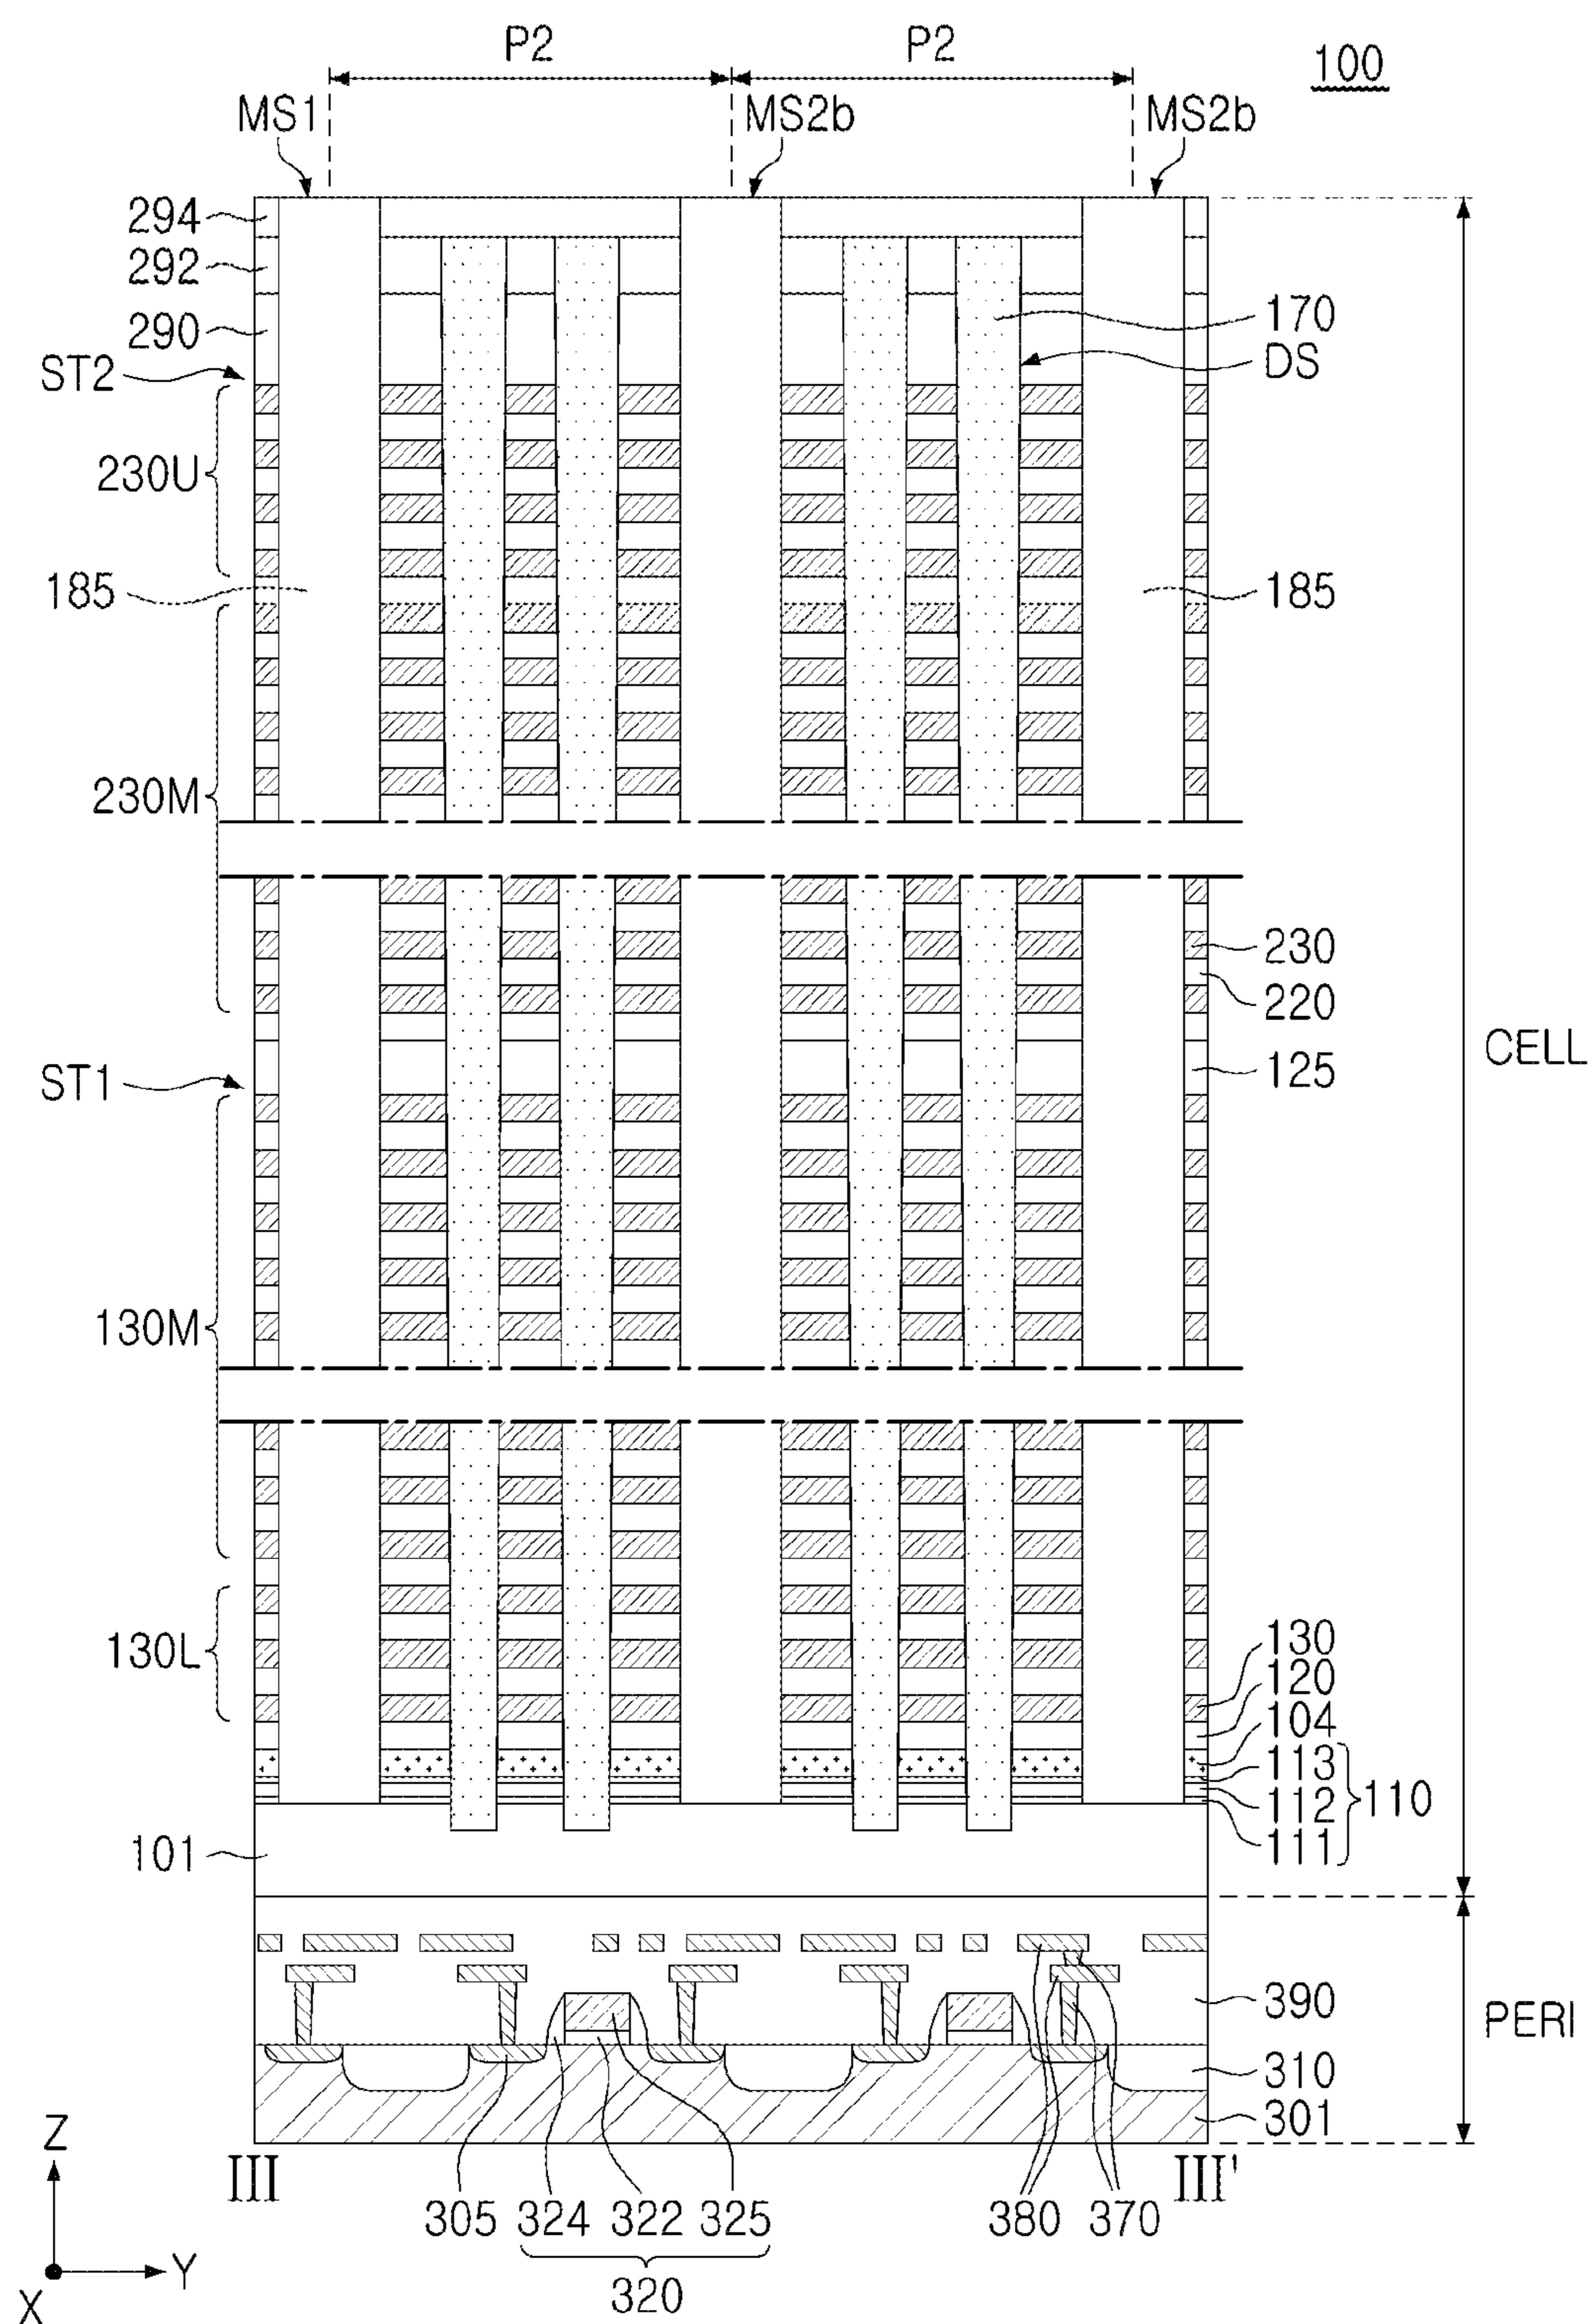 P2 P2
100
MS1 MS2b MS2b
294
292
290
170
ST2
DS
230U
185 185
230M
230
220
CELL
125
ST1
130M
130L
130
120
104
113
112 110
111
101
390
PERI
310
301
Z
III III'
305 324 322 325 380 370
Y
320
X